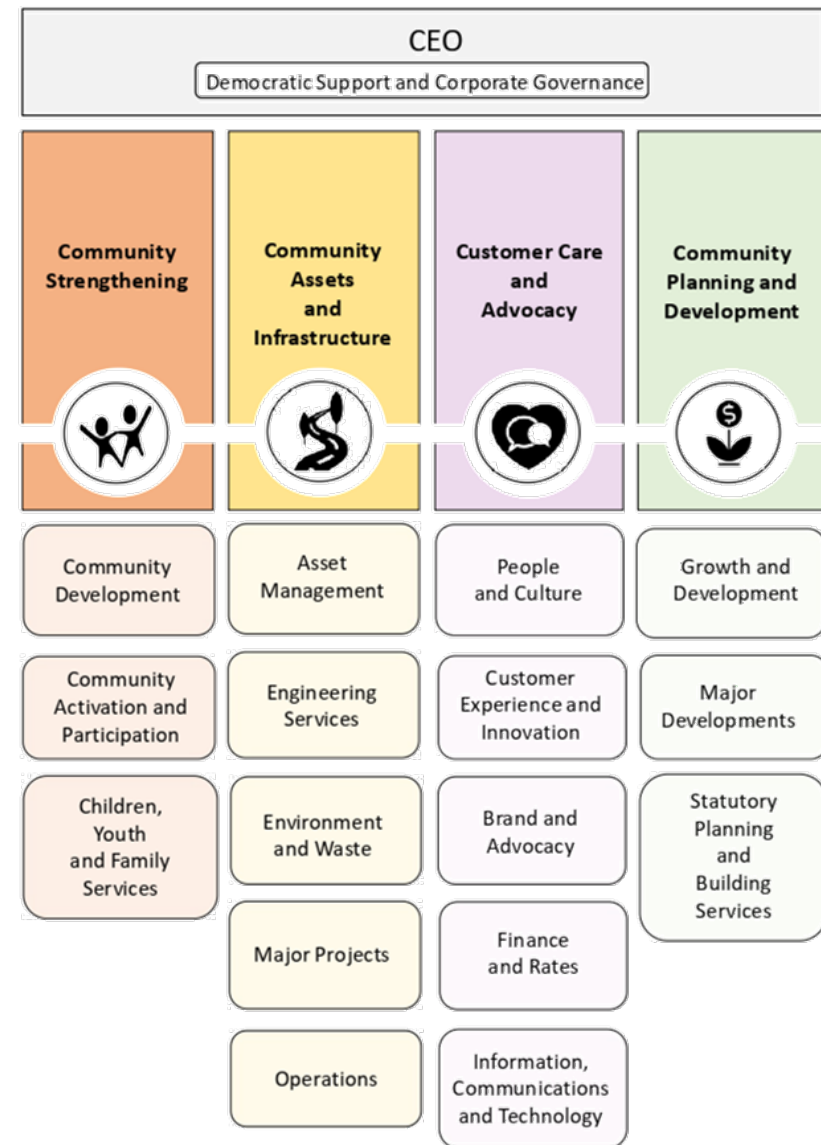 CEO
Democratic Support and Corporate Governance
Community
Strengthening
Community
Assets
and
Infrastructure
Customer Care
and
Advocacy
Community
Planning and
Development
$
Community
Development
Asset
Management
People
and Culture
Growth and
Development
Community
Activation and
Participation
Engineering
Services
Customer
Experience and
Innovation
Major
Developments
Children,
Youth
and Family
Services
Environment
and Waste
Brand and
Advocacy
Statutory
Planning
and
Building
Services
Major Projects
Finance
and Rates
Operations
Information,
Communications
and Technology